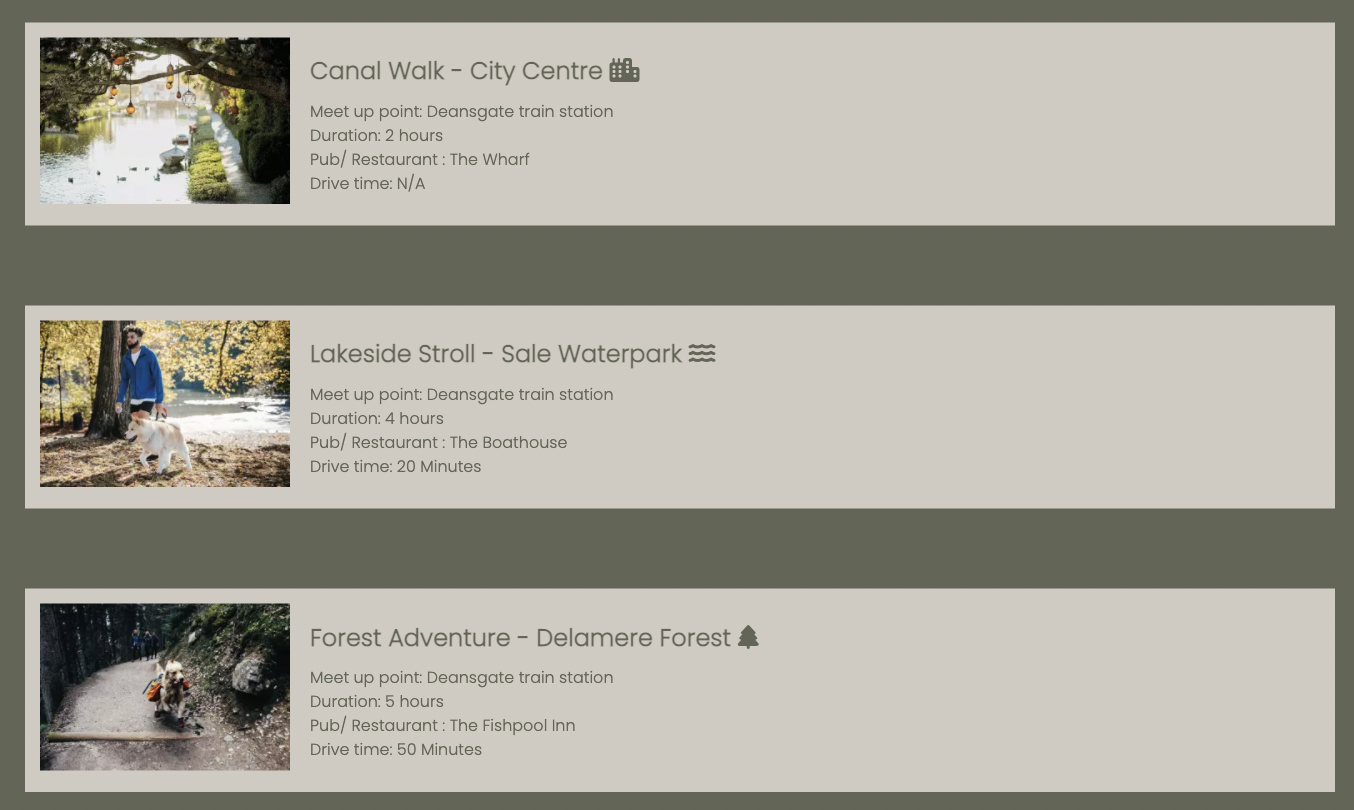 Canal Walk - City Centre
Meet up point: Deansgate train station
Duration: 2 hours
Pub/ Restaurant : The Wharf
Drive time: N/A
Lakeside Stroll - Sale Waterpark
Meet up point: Deansgate train station
Duration: 4 hours
Pub/ Restaurant : The Boathouse
Drive time: 20 Minutes
Forest Adventure - Delamere Forest
Meet up point: Deansgate train station
Duration: 5 hours
Pub/ Restaurant : The Fishpool Inn
Drive time: 50 Minutes